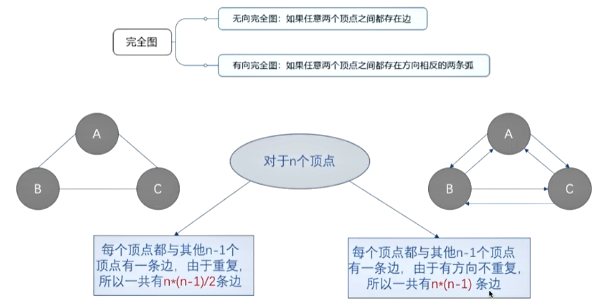 无向完全图：如果任意两个顶点之间都存在边
完全图
有向完全图：如果任意两个顶点之间都存在方向相反的两条弧
A
B
C
对于n个顶点
A
B
C
每个顶点都与其他n-1个
顶点有一条边，由于重复，
所以一共有n*(n-1)/2条边
每个顶点都与其他n-1个顶点
有一条边，由于有方向不重复，
所以一共有n*(n-1) 条边